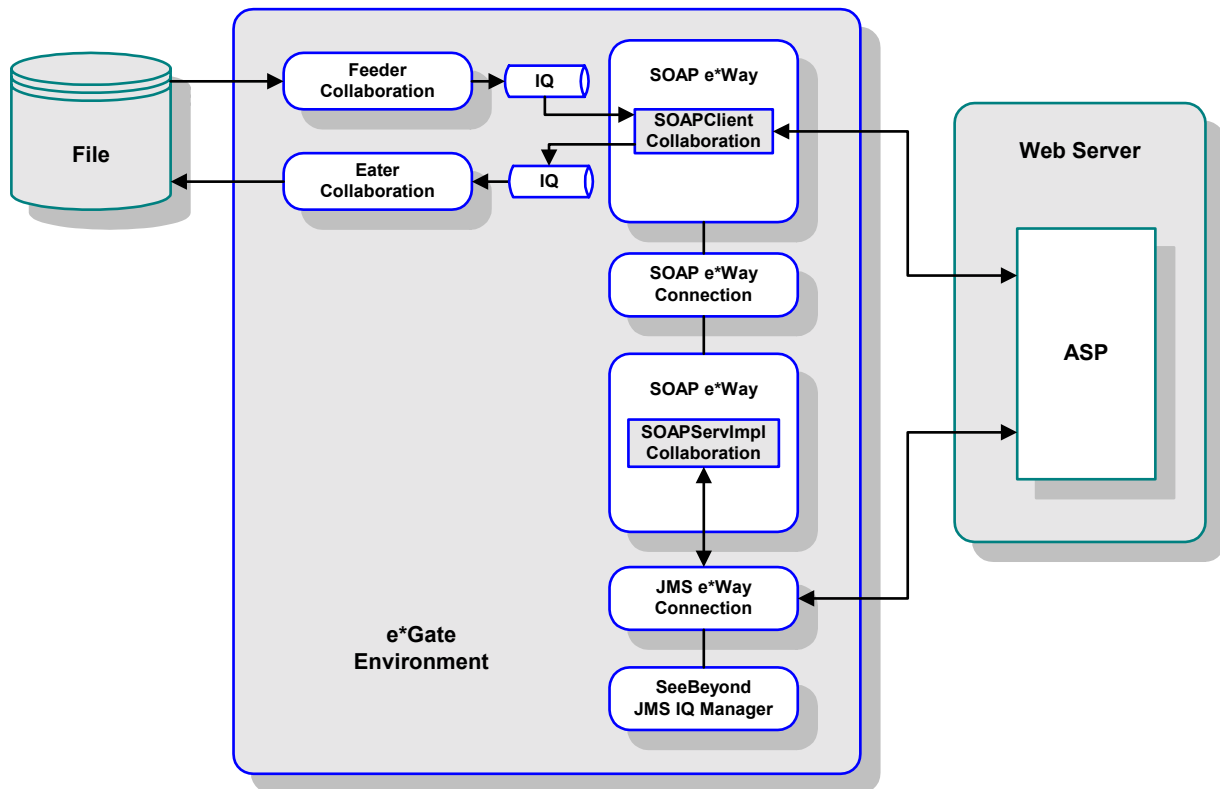 File
Feeder
Collaboration
IQ
Eater
Collaboration
IQ
SOAP e*Way
SOAPClient
Collaboration
SOAP e*Way
Connection
SOAP e*Way
SOAPServImpl
Collaboration
JMS e*Way
Connection
SeeBeyond
JMS IQ Manager
e*Gate
Environment
Web Server
ASP